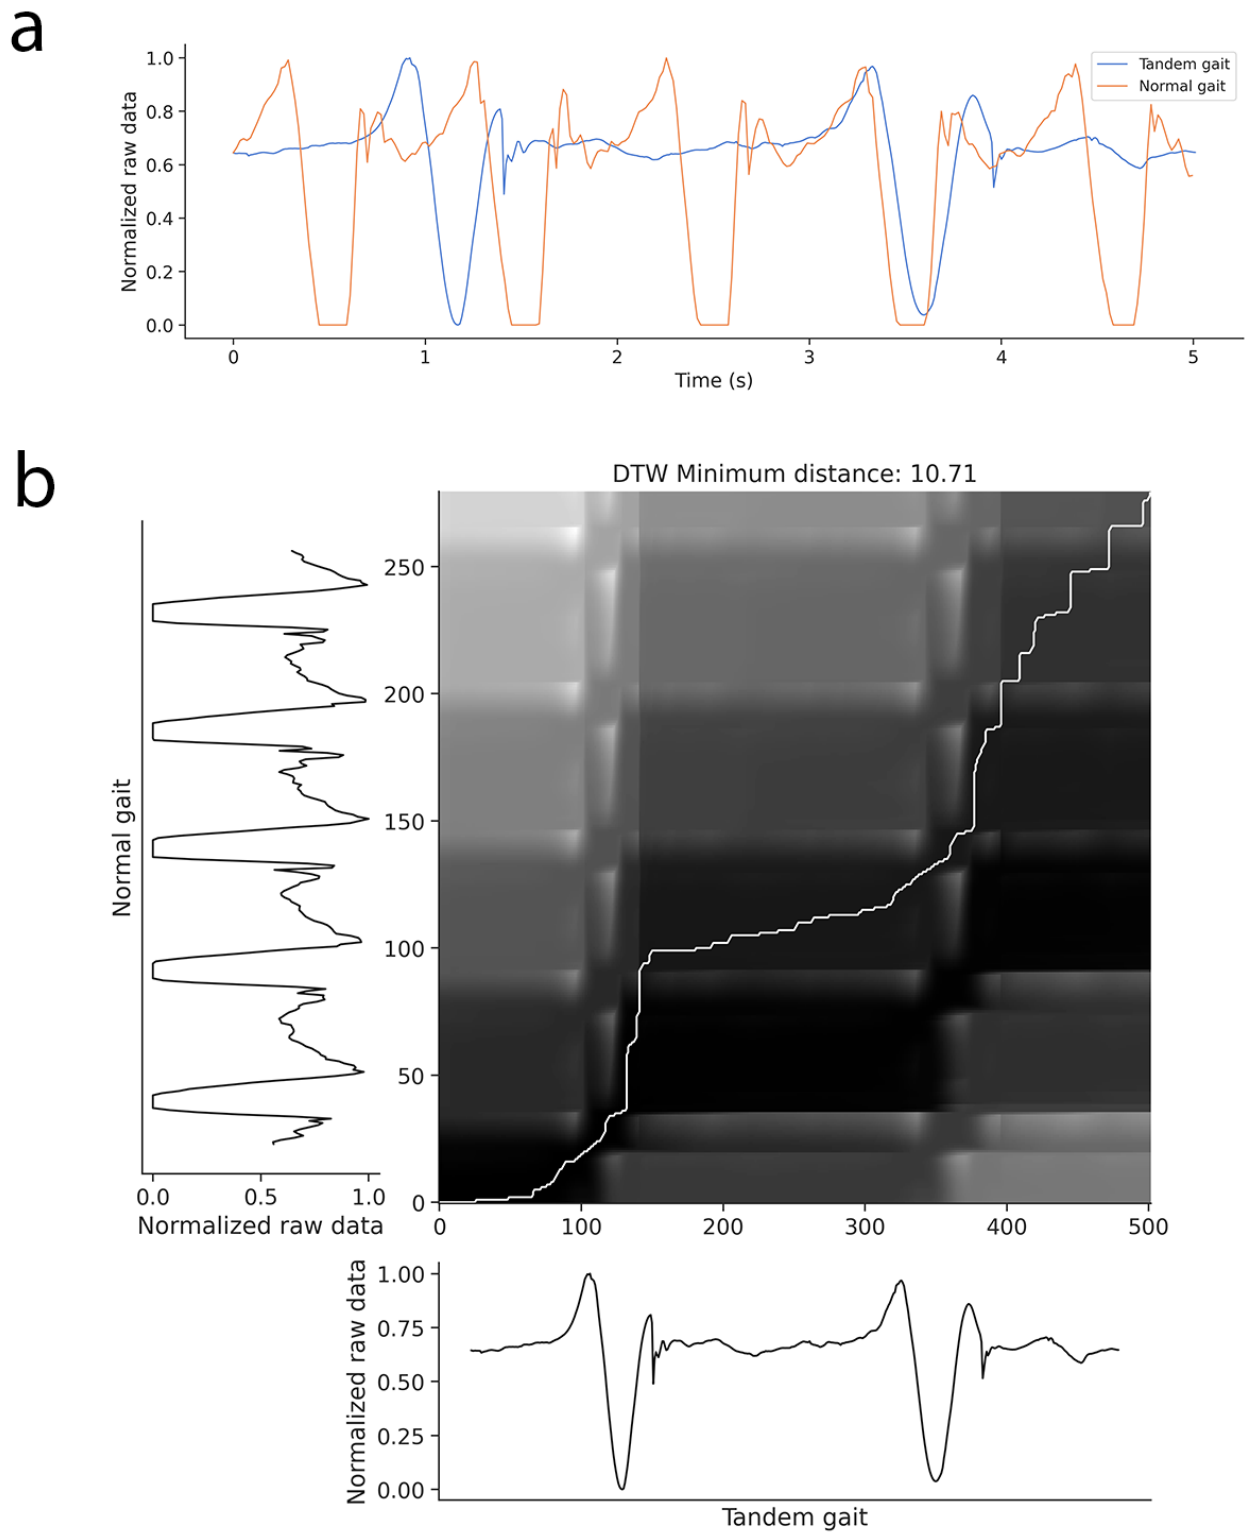 a
1.0
0.8
0.6
0.4
0.2
0.0
Normalized raw data
Tandem gait
Normal gait
0 1 2 3 4 5
Time (s)
b
DTW Minimum distance: 10.71
Normal gait
0.0 0.5 1.0
Normalized raw data
250
200
150
100
50
0
0 100 200 300 400 500
1.00
0.75
0.50
0.25
0.00
Normalized raw data
Tandem gait